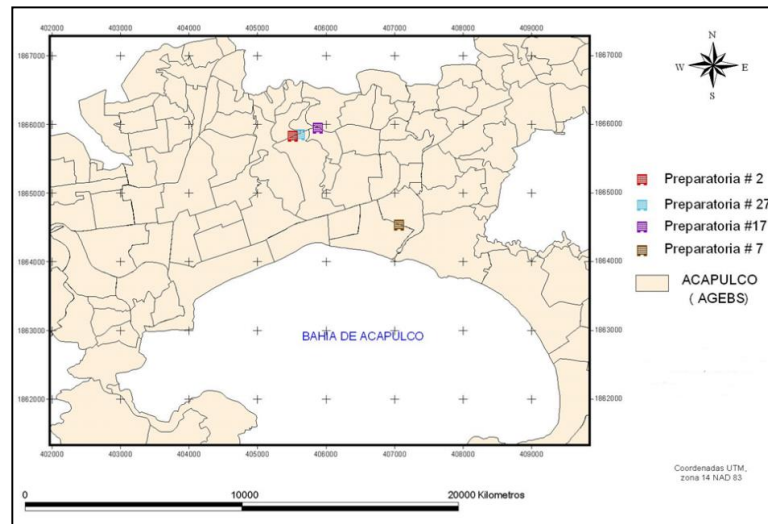 402000 403000 404000 405000 406000 407000 408000 409000
1867000 1867000
1866000 1866000
1865000 1865000
1864000 1864000
1863000 1863000
1862000 1862000
402000 403000 404000 405000 406000 407000 408000 409000
BAHIA DE ACAPULCO
N
W E
S
Preparatoria # 2
Preparatoria # 27
Preparatoria #17
Preparatoria # 7
ACAPULCO
( AGEBS)
Coordenadas UTM,
zona 14 NAD 83
0 10000 20000 Kilometros